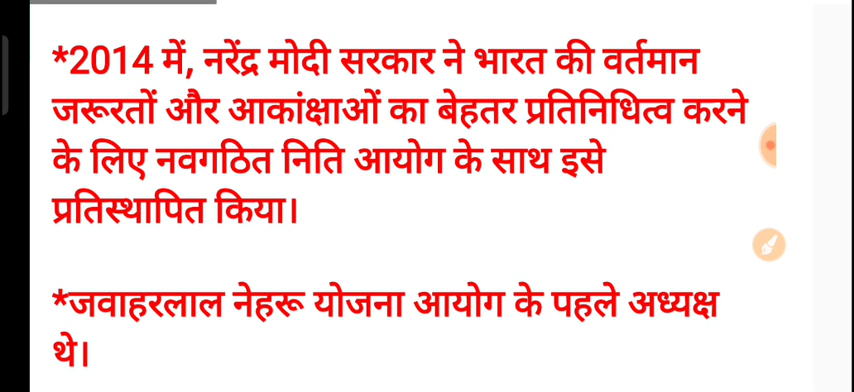 *2014 में, नरेंद्र मोदी सरकार ने भारत की वर्तमान
जरूरतों और आकांक्षाओं का बेहतर प्रतिनिधित्व करने
के लिए नवगठित निति आयोग के साथ इसे
प्रतिस्थापित किया।
*जवाहरलाल नेहरू योजना आयोग के पहले अध्यक्ष
थे।